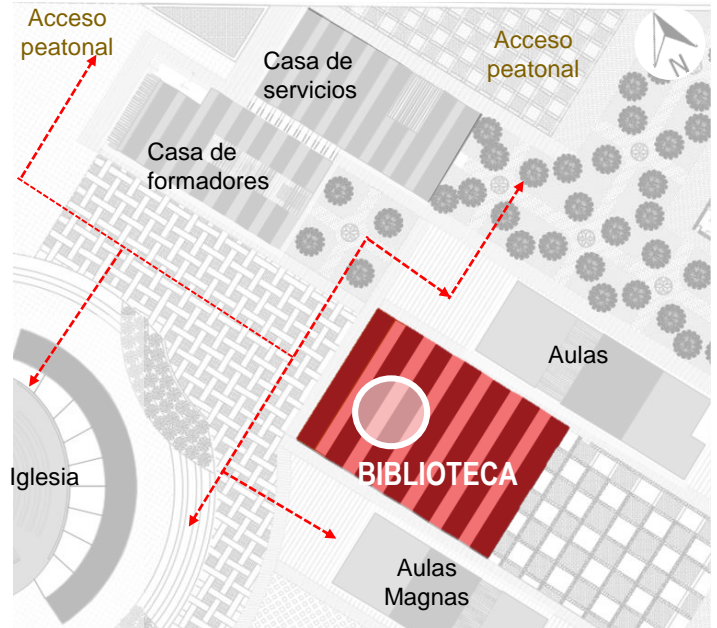 Acceso
peatonal
Casa de
servicios
Acceso
peatonal
N
Casa de
formadores
Aulas
Iglesia
BIBLIOTECA
Aulas
Magnas